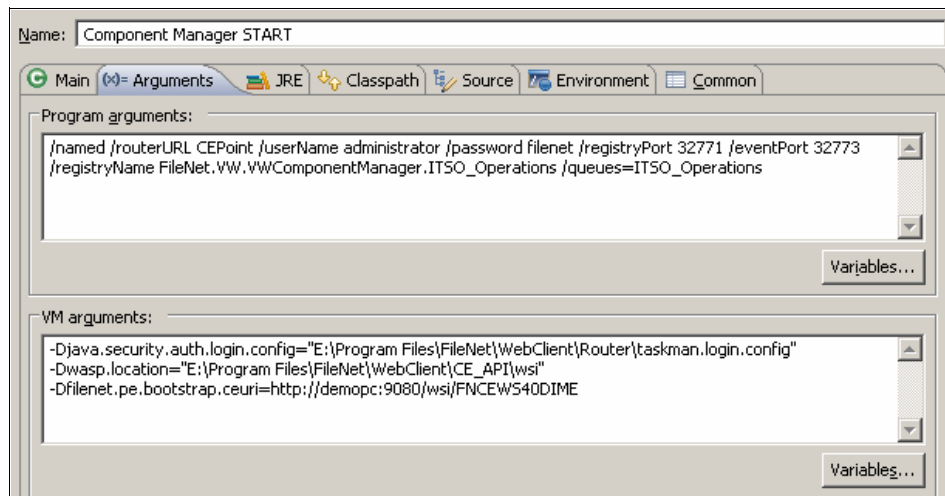 Name: Component Manager START
Main (x)= Arguments JRE Classpath Source Environment Common
Program arguments:
/named /routerURL CEPoint /userName administrator /password filenet /registryPort 32771 /eventPort 32773
/registryName FileNet.VW.VWComponentManager.ITSO_Operations /queues=ITSO_Operations
Variables...
VM arguments:
-Djava.security.auth.login.config="E:\Program Files\FileNet\WebClient\Router\taskman.login.config"
-Dwasp.location="E:\Program Files\FileNet\WebClient\CE_API\wsi"
-Dfilenet.pe.bootstrap.ceuri=http://demopc:9080/wsi/FNCEWS40DIME
Variables...